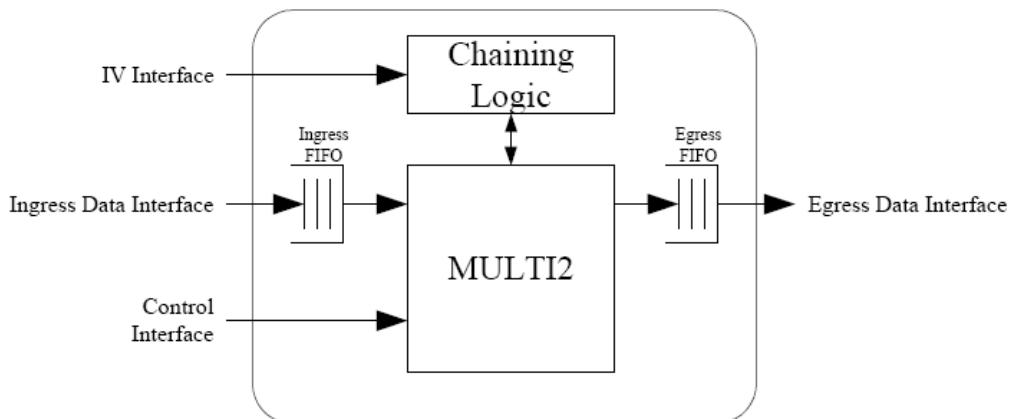 Chaining
Logic
IV Interface
Ingress
FIFO
Egress
FIFO
Ingress Data Interface
Egress Data Interface
MULTI2
Control
Interface